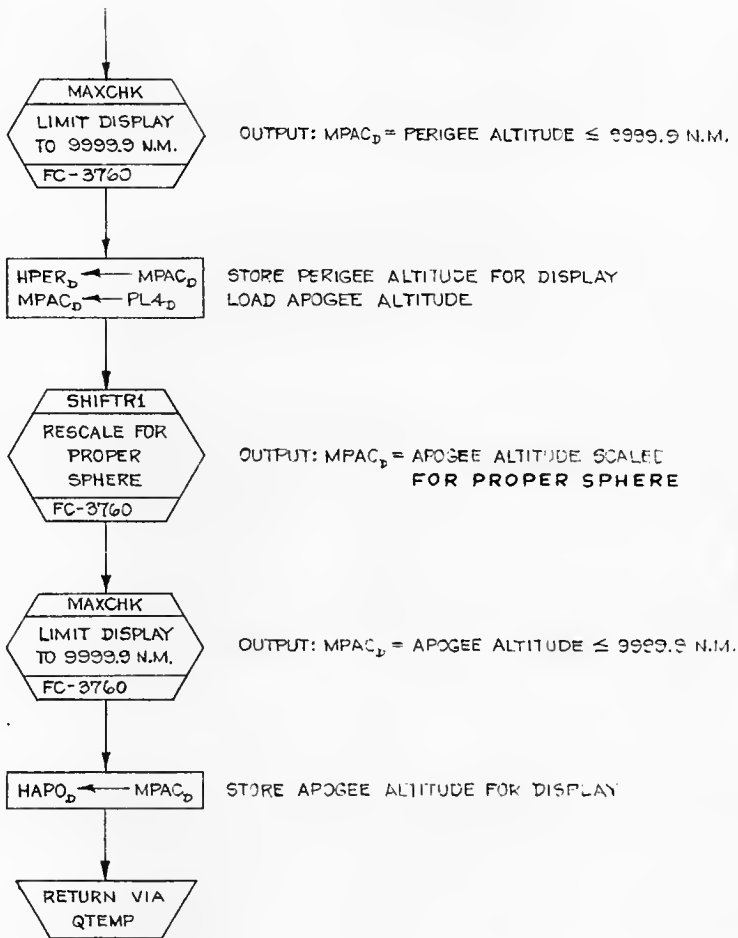 MAXCHK
LIMIT DISPLAY
TO 9999.9 N.M.
FC-3760
OUTPUT: MPAC_D = PERIGEE ALTITUDE ≤ 9999.9 N.M.
HPER_D ← MPAC_D
MPAC_D ← PL4_D
STORE PERIGEE ALTITUDE FOR DISPLAY
LOAD APOGEE ALTITUDE
SHIFTR1
RESCALE FOR
PROPER
SPHERE
FC-3760
OUTPUT: MPAC_D = APOGEE ALTITUDE SCALED
FOR PROPER SPHERE
MAXCHK
LIMIT DISPLAY
TO 9999.9 N.M.
FC-3760
OUTPUT: MPAC_D = APOGEE ALTITUDE ≤ 9999.9 N.M.
HAPO_D ← MPAC_D
STORE APOGEE ALTITUDE FOR DISPLAY
RETURN VIA
QTEMP